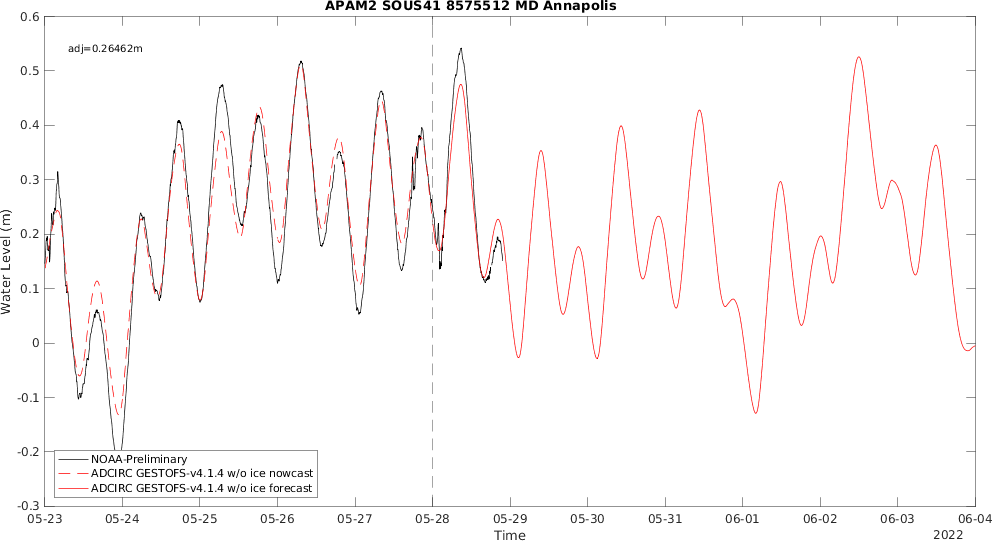 APAM2 SOUS41 8575512 MD Annapolis
0.6
adj=0.26462m
0.5
0.4
0.3
0.2
0.1
0
-0.1
-0.2
-0.3
Water Level (m)
NOAA-Preliminary
ADCIRC GESTOFS-v4.1.4 w/o ice nowcast
ADCIRC GESTOFS-v4.1.4 w/o ice forecast
05-23 05-24 05-25 05-26 05-27 05-28 05-29 05-30 05-31 06-01 06-02 06-03 06-04
Time
2022